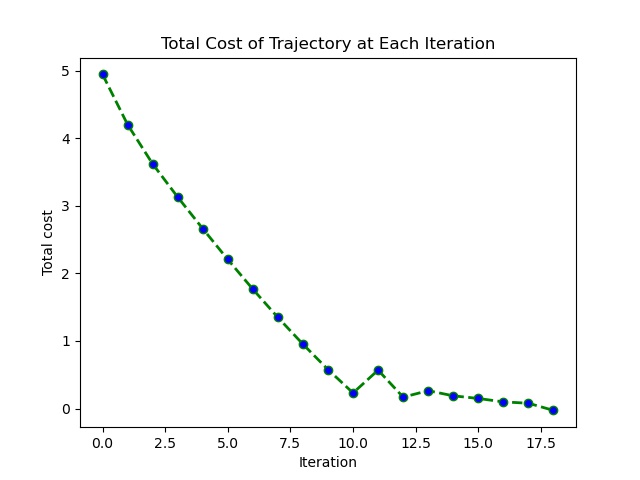 Total Cost of Trajectory at Each Iteration
5
4
3
2
1
0
Total cost
0.0 2.5 5.0 7.5 10.0 12.5 15.0 17.5
Iteration